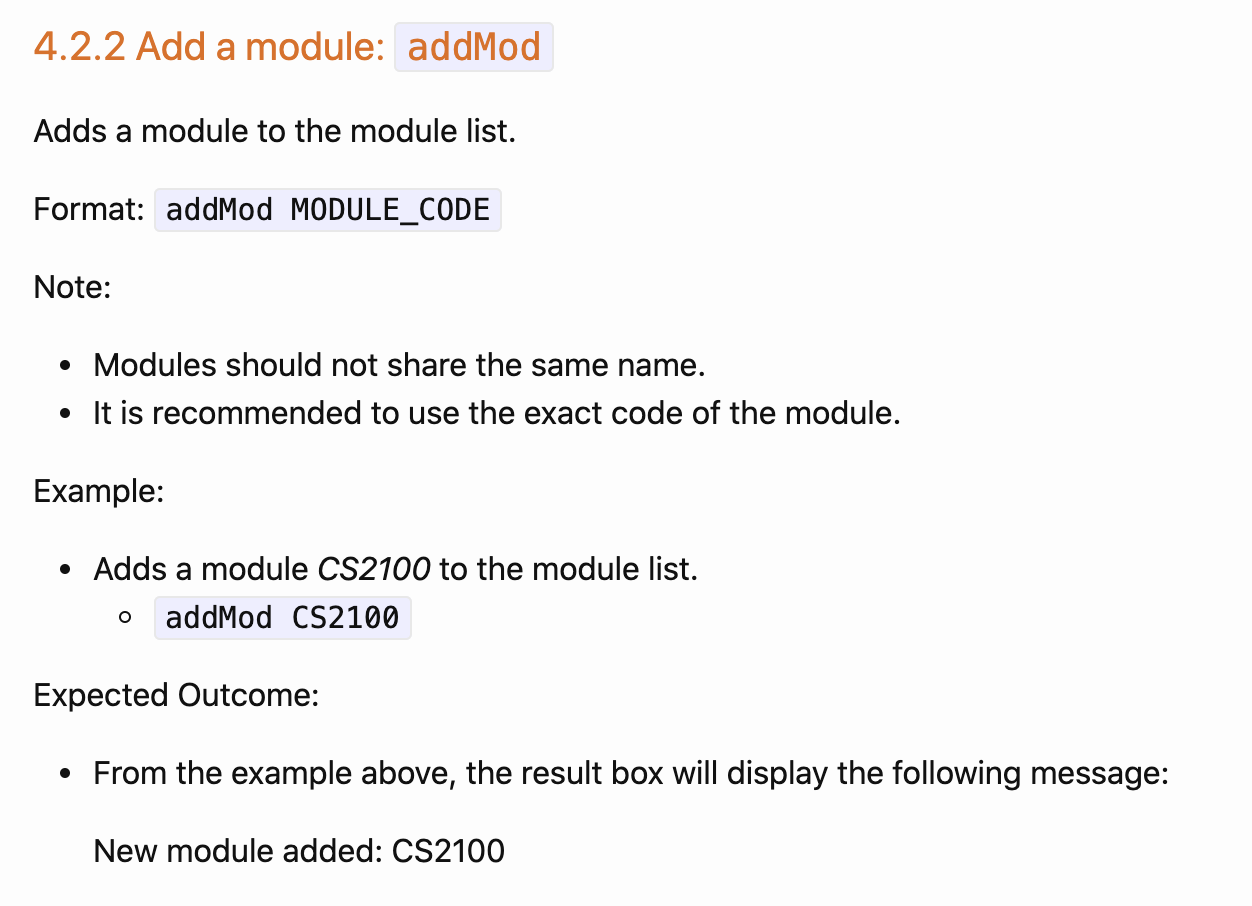 4.2.2 Add a module: addMod
Adds a module to the module list.
Format: addMod MODULE_CODE
Note:
• Modules should not share the same name.
• It is recommended to use the exact code of the module.
Example:
• Adds a module CS2100 to the module list.
◦ addMod CS2100
Expected Outcome:
• From the example above, the result box will display the following message:
New module added: CS2100